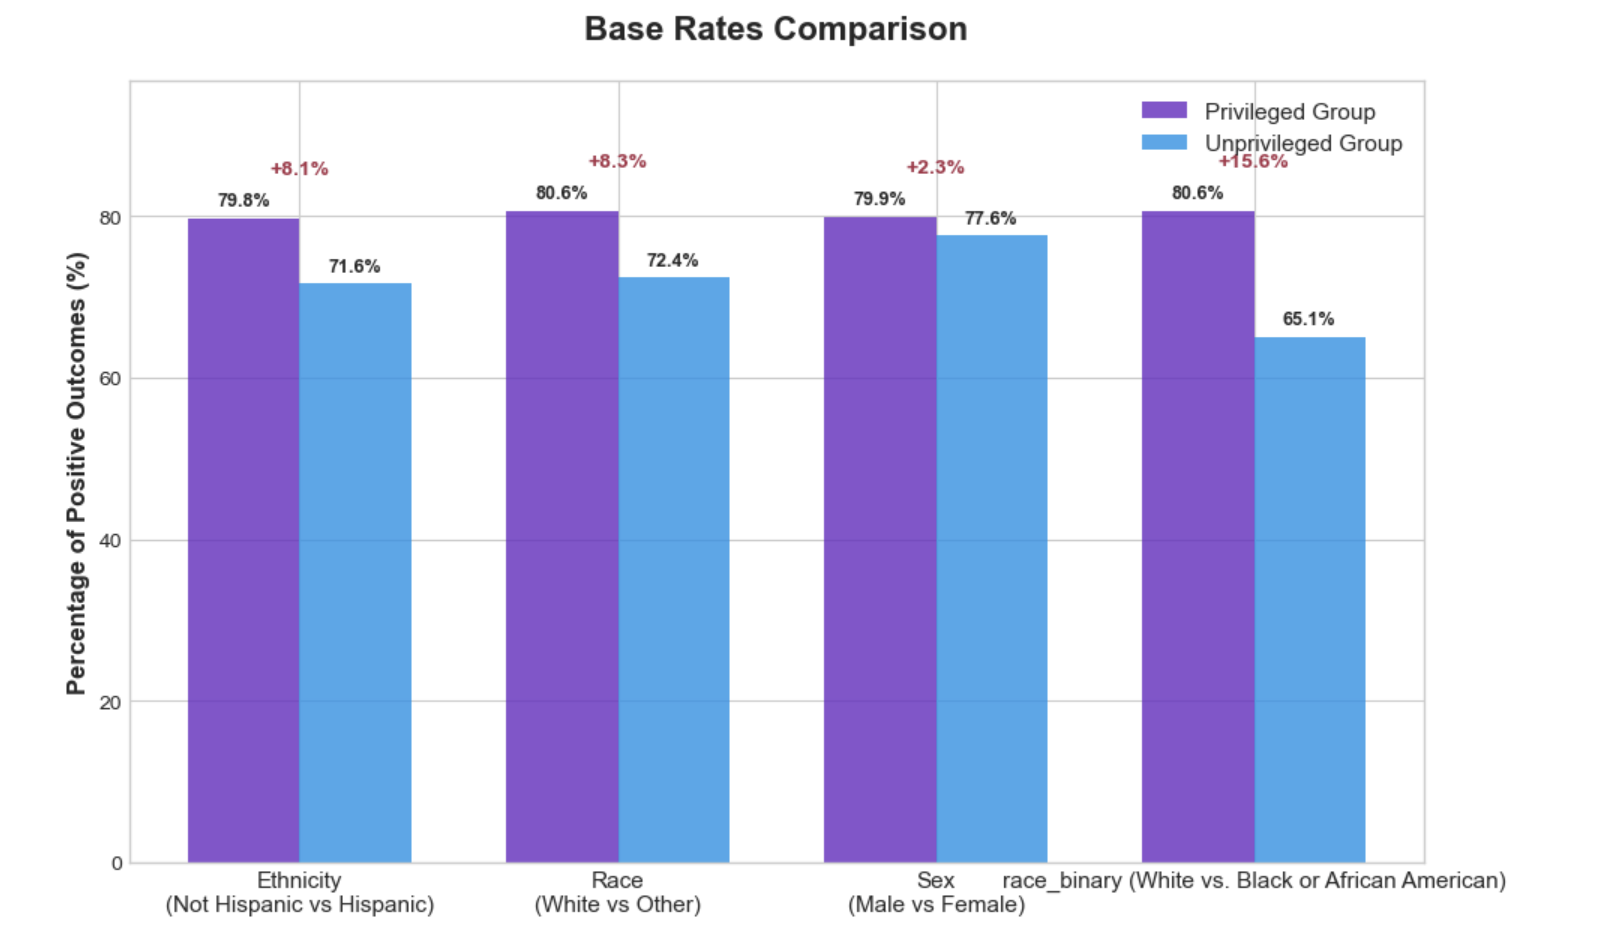 Base Rates Comparison
Privileged Group
Unprivileged Group
+8.1%
+8.3%
+2.3%
+15.6%
79.8%
71.6%
80.6%
72.4%
79.9%
77.6%
80.6%
65.1%
Percentage of Positive Outcomes (%)
80
60
40
20
0
Ethnicity
(Not Hispanic vs Hispanic)
Race
(White vs Other)
Sex
(Male vs Female)
race_binary (White vs. Black or African American)